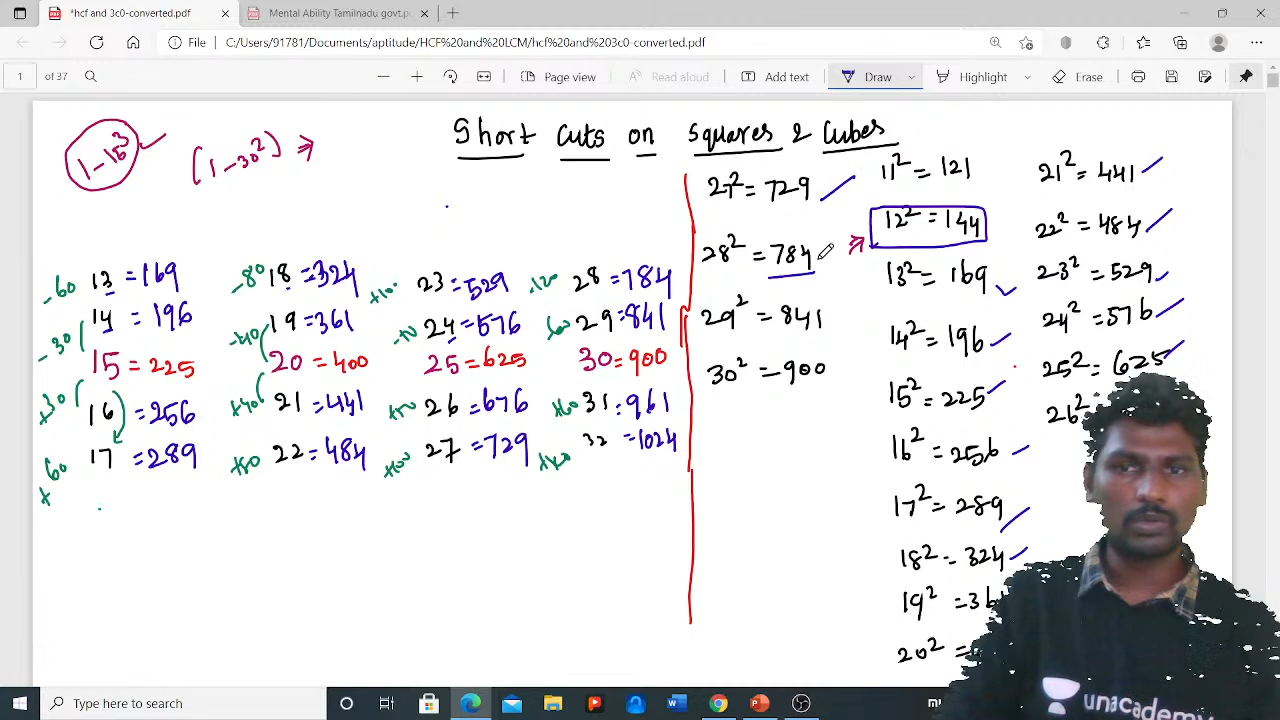 *hcf and 3c0-converted.pdf
Mental Ability Tamilnadu govt.p
File
C:/Users/91781/Documents/aptitude/HCF%20and%20LCM/hcf%20and%203c0-converted.pdf
1 of 37
Page view
Read aloud
Add text
Draw
Highlight
Erase
1-15³
(1-30²) ⇒
Short Cuts on Squares & Cubes
-60 13 =169
-30 14 = 196
15 = 225
+30 16 =256
+60 17 =289
-80 18 =324
-40 19 =361
20 =400
+40 21 =441
+80 22 =484
23 =529
24 =576
25 =625
+50 26 =676
+100 27 =729
-120 28 =784
29 =841
30 =900
+60 31 =961
32 =1024
27² = 729
28² = 784
29² = 841
30² =900
11² = 121
12² = 144
13² = 169
14² = 196
15² = 225
16² = 256
17² = 289
18² = 324
19² =36
20² =
21² = 441
22² = 484
23² = 529
24² = 576
25² = 625
26²
unacademy
Type here to search